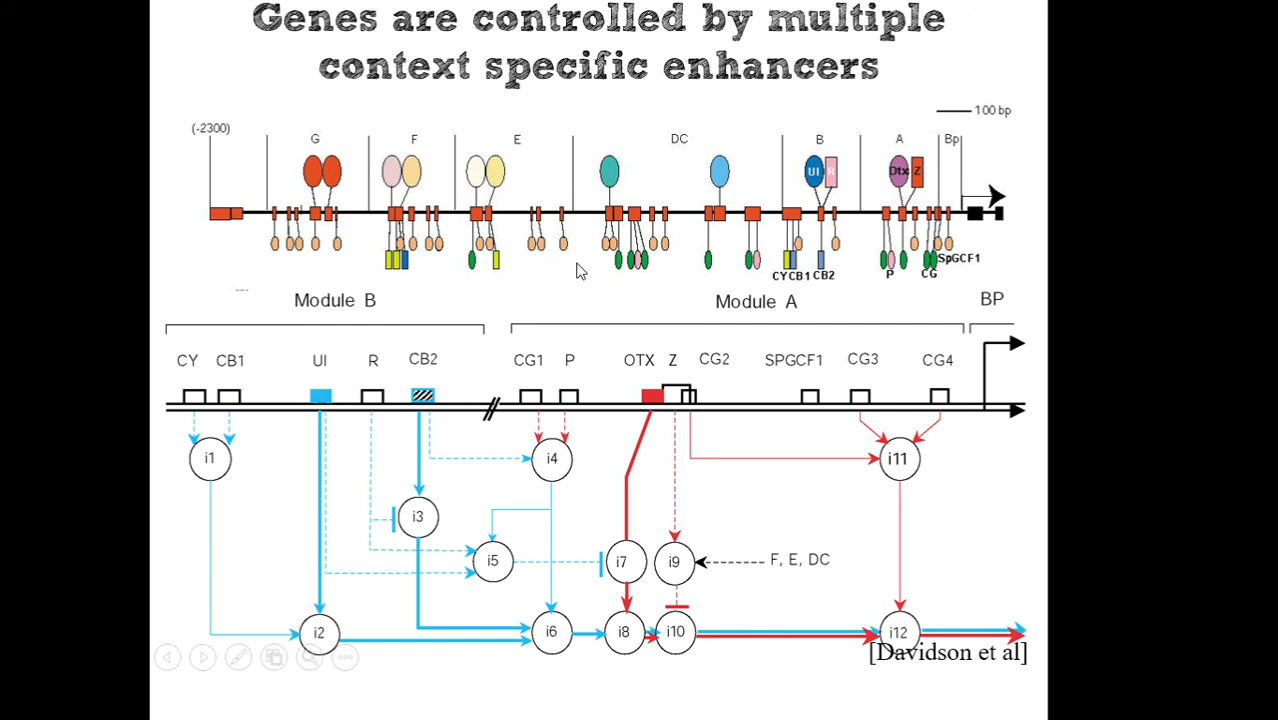 Genes are controlled by multiple
context specific enhancers
100 bp
(-2300)
G F E DC B A Bp
UI R Otx Z
SpGCF1
CY CB1 CB2 P CG
Module B Module A BP
CY CB1 UI R CB2 CG1 P OTX Z CG2 SPGCF1 CG3 CG4
i1 i4 i11
i3
i5 i7 i9 F, E, DC
i2 i6 i8 i10 i12
[Davidson et al]